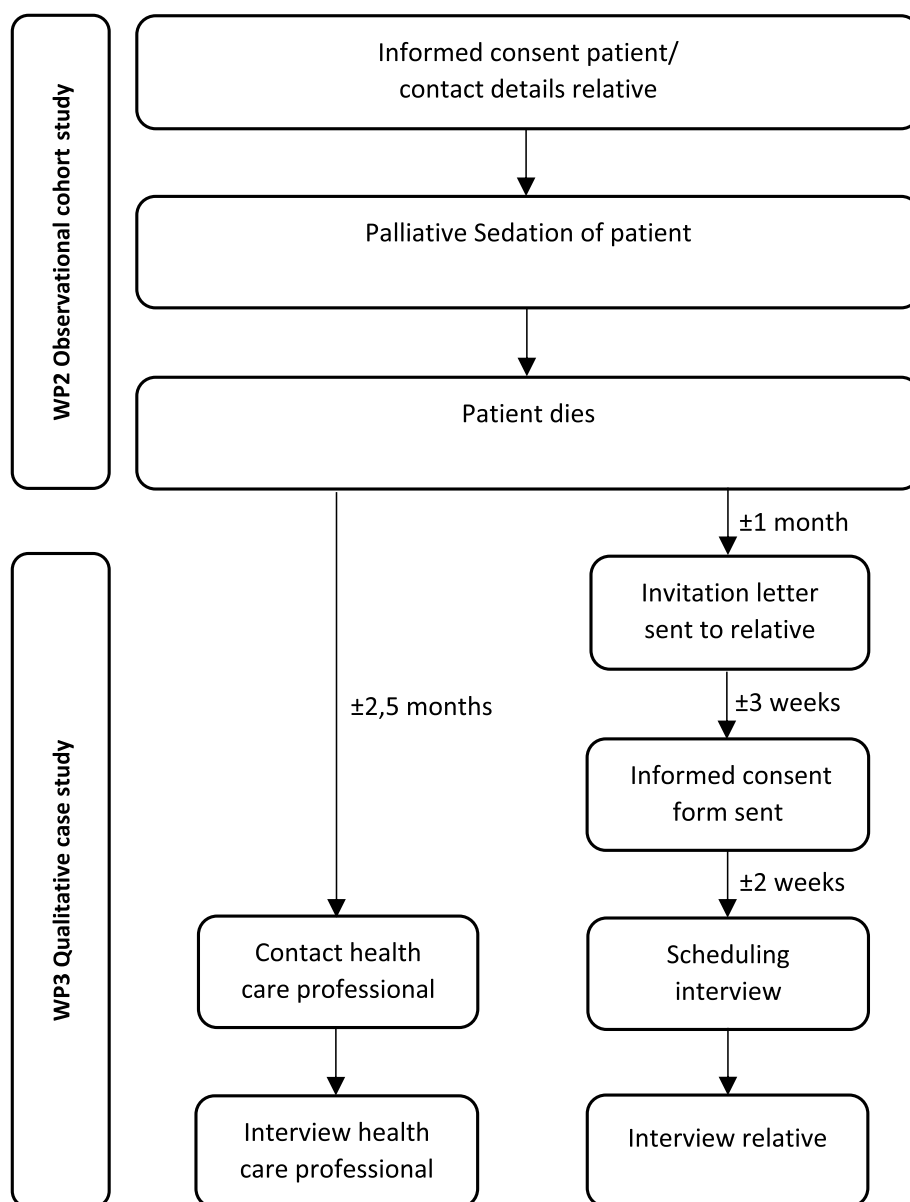 WP2 Observational cohort study
Informed consent patient/
contact details relative
Palliative Sedation of patient
Patient dies
±1 month
Invitation letter
sent to relative
±2,5 months
±3 weeks
Informed consent
form sent
±2 weeks
WP3 Qualitative case study
Contact health
care professional
Scheduling
interview
Interview health
care professional
Interview relative